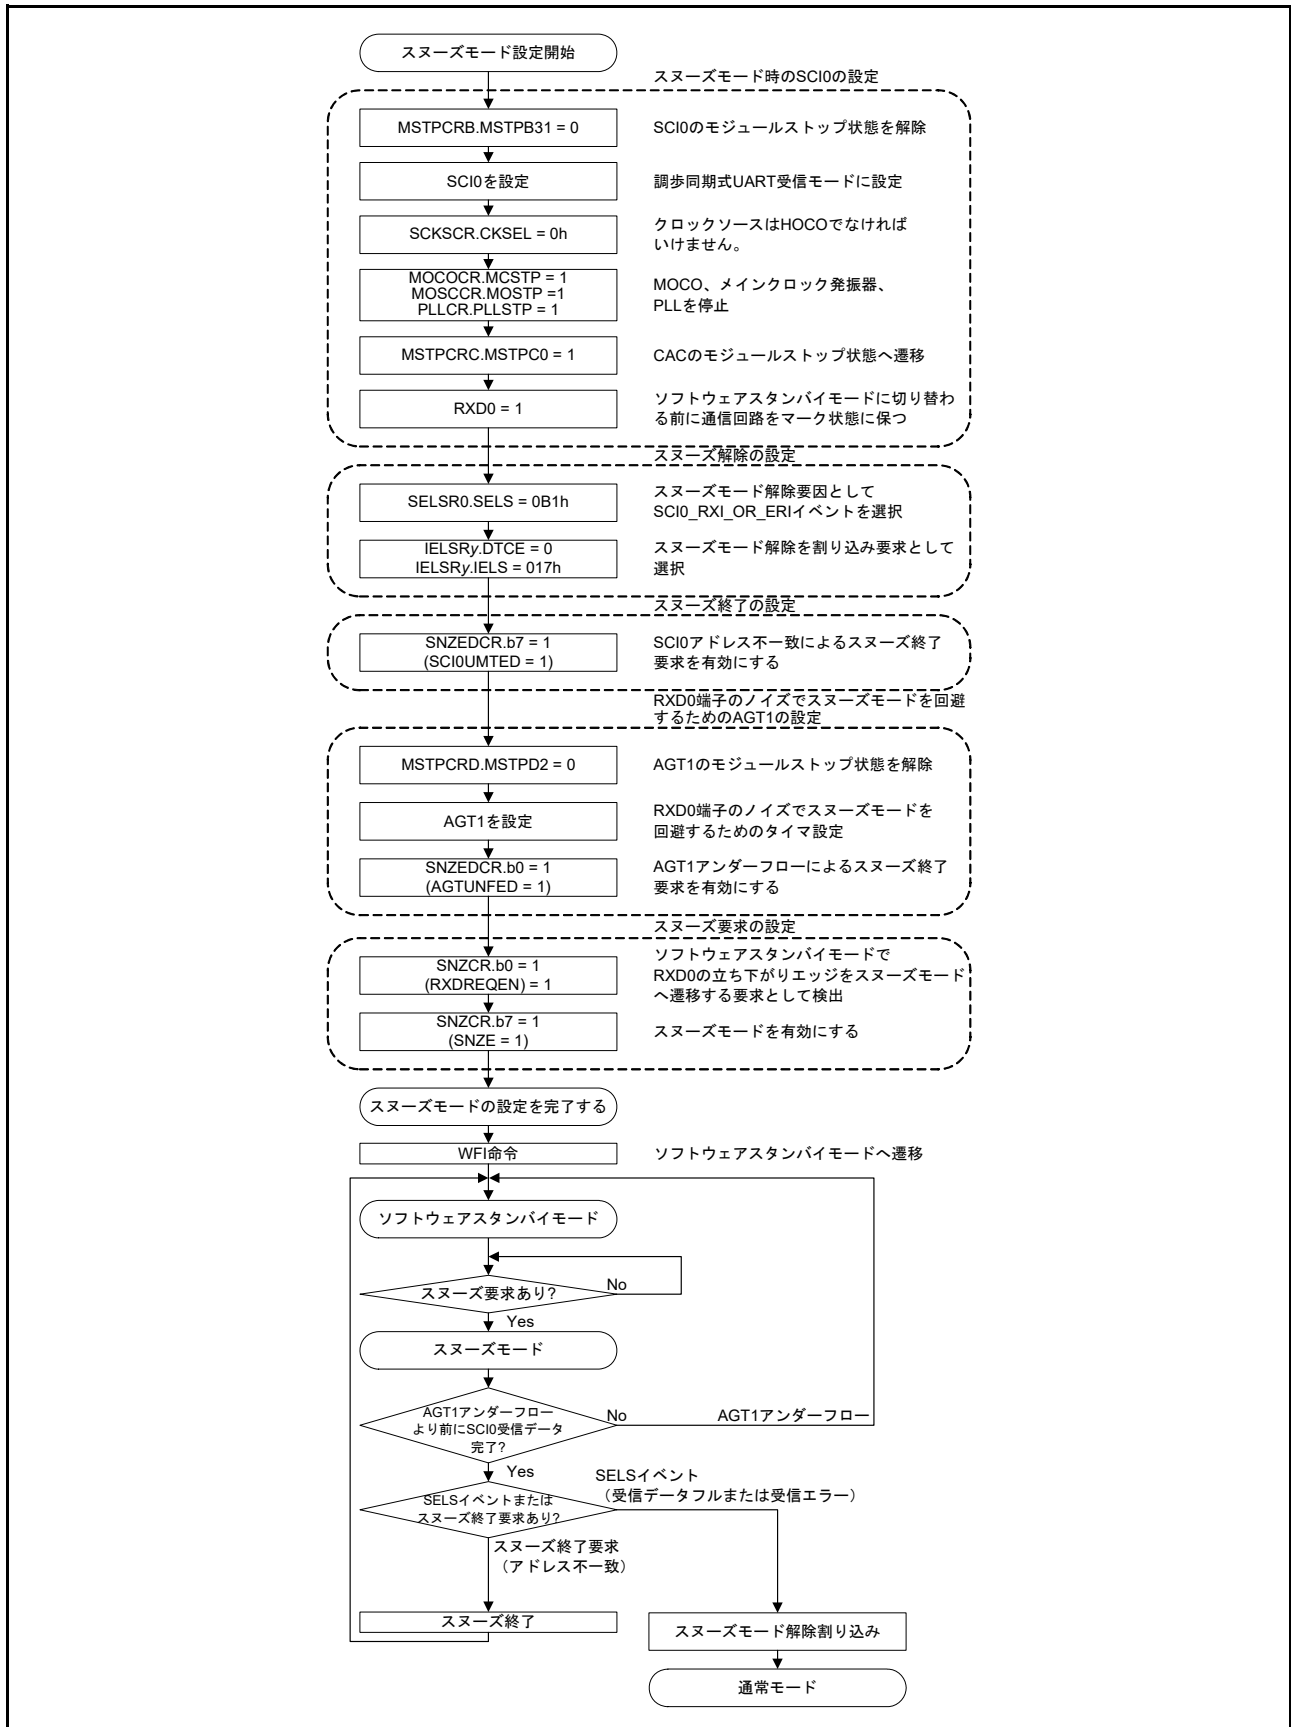 スヌーズモード設定開始
スヌーズモード時のSCI0の設定
MSTPCRB.MSTPB31 = 0
SCI0のモジュールストップ状態を解除
SCI0を設定
調歩同期式UART受信モードに設定
SCKSCR.CKSEL = 0h
クロックソースはHOCOでなければ
いけません。
MOCOCR.MCSTP = 1
MOSCCR.MOSTP =1
PLLCR.PLLSTP = 1
MOCO、メインクロック発振器、
PLLを停止
MSTPCRC.MSTPC0 = 1
CACのモジュールストップ状態へ遷移
RXD0 = 1
ソフトウェアスタンバイモードに切り替わ
る前に通信回路をマーク状態に保つ
スヌーズ解除の設定
SELSR0.SELS = 0B1h
スヌーズモード解除要因として
SCI0_RXI_OR_ERIイベントを選択
IELSRy.DTCE = 0
IELSRy.IELS = 017h
スヌーズモード解除を割り込み要求として
選択
スヌーズ終了の設定
SNZEDCR.b7 = 1
(SCI0UMTED = 1)
SCI0アドレス不一致によるスヌーズ終了
要求を有効にする
RXD0端子のノイズでスヌーズモードを回避
するためのAGT1の設定
MSTPCRD.MSTPD2 = 0
AGT1のモジュールストップ状態を解除
AGT1を設定
RXD0端子のノイズでスヌーズモードを
回避するためのタイマ設定
SNZEDCR.b0 = 1
(AGTUNFED = 1)
AGT1アンダーフローによるスヌーズ終了
要求を有効にする
スヌーズ要求の設定
SNZCR.b0 = 1
(RXDREQEN) = 1
ソフトウェアスタンバイモードで
RXD0の立ち下がりエッジをスヌーズモード
へ遷移する要求として検出
SNZCR.b7 = 1
(SNZE = 1)
スヌーズモードを有効にする
スヌーズモードの設定を完了する
WFI命令
ソフトウェアスタンバイモードへ遷移
ソフトウェアスタンバイモード
スヌーズ要求あり?
No
Yes
スヌーズモード
AGT1アンダーフロー
より前にSCI0受信データ
完了?
No
AGT1アンダーフロー
Yes
SELSイベントまたは
スヌーズ終了要求あり?
SELSイベント
(受信データフルまたは受信エラー)
スヌーズ終了要求
(アドレス不一致)
スヌーズ終了
スヌーズモード解除割り込み
通常モード